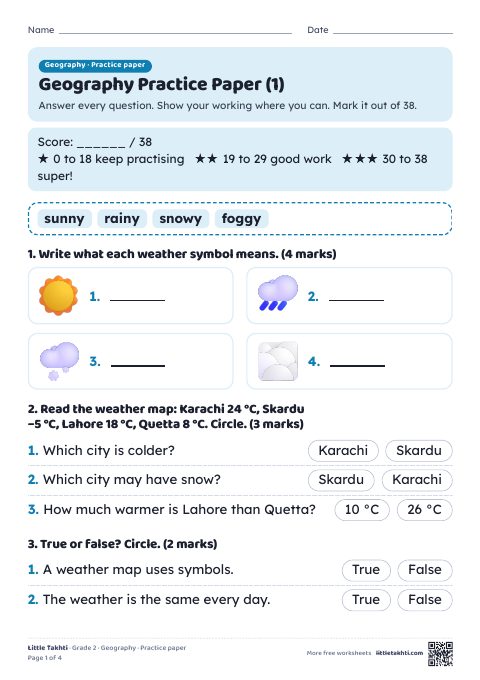 Name Date
Geography · Practice paper
Geography Practice Paper (1)
Answer every question. Show your working where you can. Mark it out of 38.
Score: ______ / 38
★ 0 to 18 keep practising ★★ 19 to 29 good work ★★★ 30 to 38
super!
sunny rainy snowy foggy
1. Write what each weather symbol means. (4 marks)
1. ______ 2. ______
3. ______ 4. ______
2. Read the weather map: Karachi 24 °C, Skardu
−5 °C, Lahore 18 °C, Quetta 8 °C. Circle. (3 marks)
1. Which city is colder? Karachi Skardu
2. Which city may have snow? Skardu Karachi
3. How much warmer is Lahore than Quetta? 10 °C 26 °C
3. True or false? Circle. (2 marks)
1. A weather map uses symbols. True False
2. The weather is the same every day. True False
Little Takhti · Grade 2 · Geography · Practice paper
Page 1 of 4
More free worksheets littletakhti.com